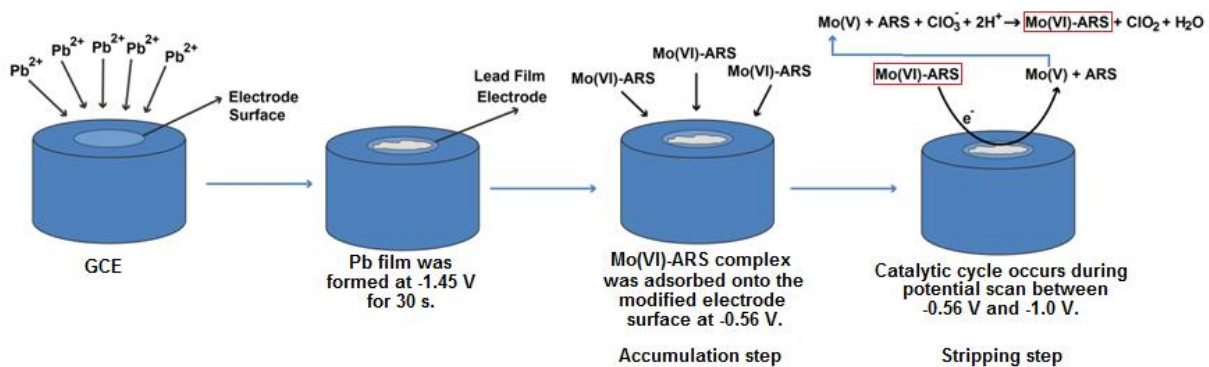 Pb²⁺
Pb²⁺
Pb²⁺
Pb²⁺
Pb²⁺
Electrode
Surface
GCE
Lead Film
Electrode
Pb film was
formed at -1.45 V
for 30 s.
Mo(VI)-ARS
Mo(VI)-ARS
Mo(VI)-ARS
Mo(VI)-ARS complex
was adsorbed onto the
modified electrode
surface at -0.56 V.
Accumulation step
Mo(V) + ARS + ClO₃⁻ + 2H⁺ → Mo(VI)-ARS + ClO₂ + H₂O
Mo(VI)-ARS
Mo(V) + ARS
e⁻
Catalytic cycle occurs during
potential scan between
-0.56 V and -1.0 V.
Stripping step